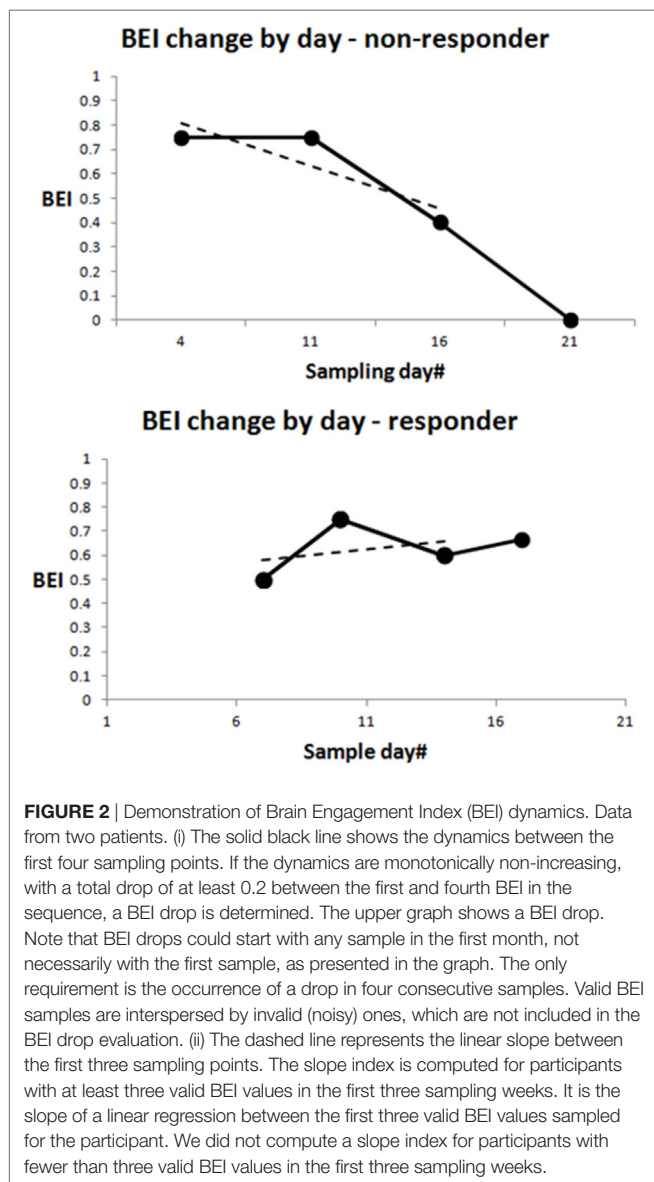 BEI change by day - non-responder
1
0.9
0.8
0.7
0.6
BEI 0.5
0.4
0.3
0.2
0.1
0
4 11 16 21
Sampling day#
BEI change by day - responder
1
0.9
0.8
0.7
0.6
BEI 0.5
0.4
0.3
0.2
0.1
0
1 6 11 16 21
Sample day#
FIGURE 2 | Demonstration of Brain Engagement Index (BEI) dynamics. Data
from two patients. (i) The solid black line shows the dynamics between the
first four sampling points. If the dynamics are monotonically non-increasing,
with a total drop of at least 0.2 between the first and fourth BEI in the
sequence, a BEI drop is determined. The upper graph shows a BEI drop.
Note that BEI drops could start with any sample in the first month, not
necessarily with the first sample, as presented in the graph. The only
requirement is the occurrence of a drop in four consecutive samples. Valid BEI
samples are interspersed by invalid (noisy) ones, which are not included in the
BEI drop evaluation. (ii) The dashed line represents the linear slope between
the first three sampling points. The slope index is computed for participants
with at least three valid BEI values in the first three sampling weeks. It is the
slope of a linear regression between the first three valid BEI values sampled
for the participant. We did not compute a slope index for participants with
fewer than three valid BEI values in the first three sampling weeks.